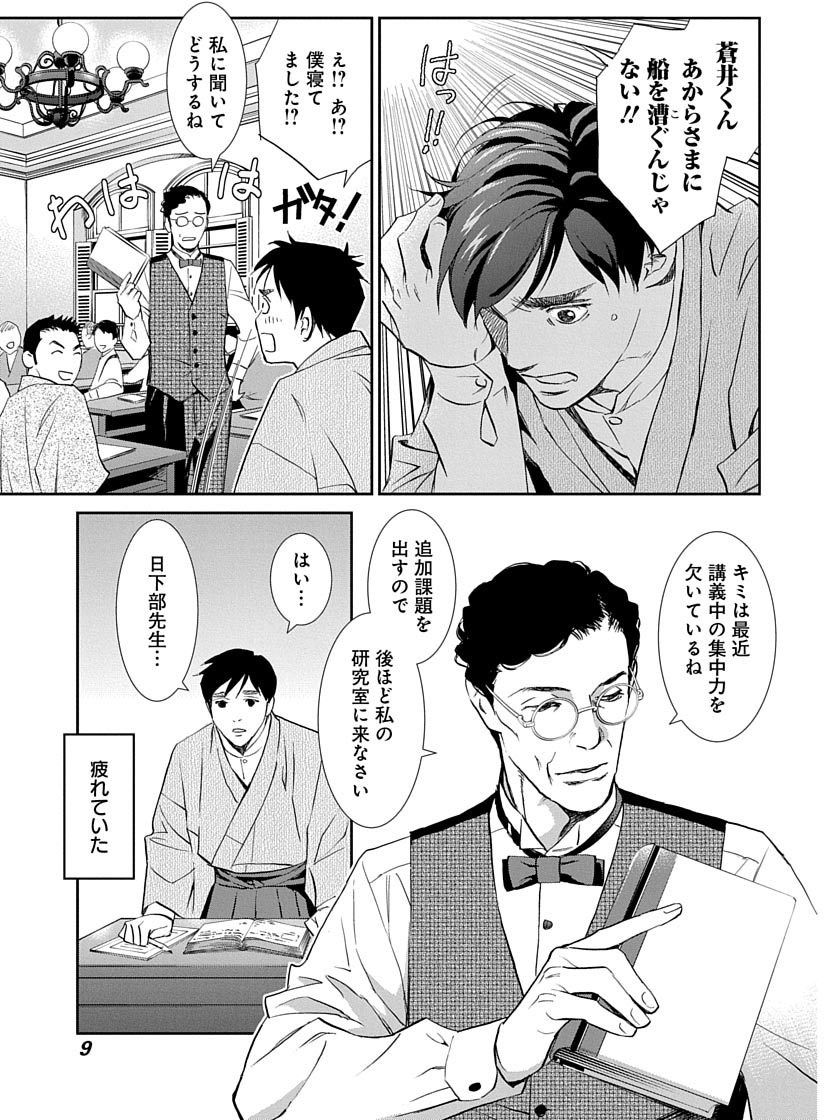 蒼井くん
あからさまに
船を漕ぐんじゃ
ない!!
こ
はっ!!
え!?あ!?
僕寝て
ました!?
ガタ!
私に聞いて
どうするね
わははは
キミは最近
講義中の集中力を
欠いているね
追加課題を
出すので
後ほど私の
研究室に来なさい
はい…
日下部先生…
疲れていた
9